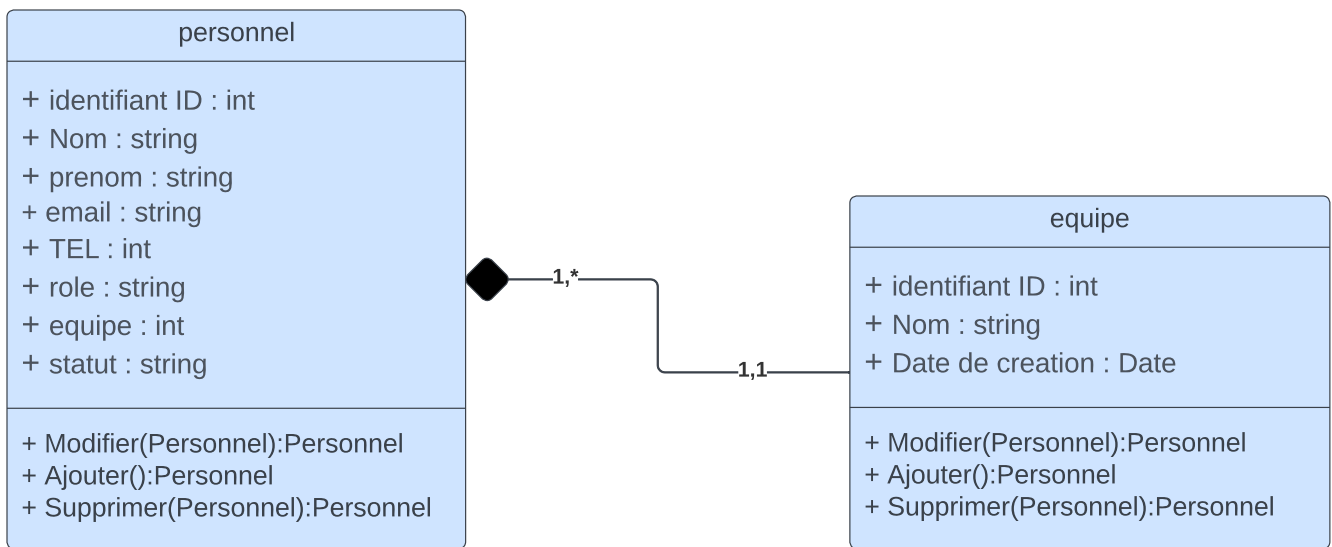 personnel
+ identifiant ID : int
+ Nom : string
+ prenom : string
+ email : string
+ TEL : int
+ role : string
+ equipe : int
+ statut : string
+ Modifier(Personnel):Personnel
+ Ajouter():Personnel
+ Supprimer(Personnel):Personnel
1,*
1,1
equipe
+ identifiant ID : int
+ Nom : string
+ Date de creation : Date
+ Modifier(Personnel):Personnel
+ Ajouter():Personnel
+ Supprimer(Personnel):Personnel